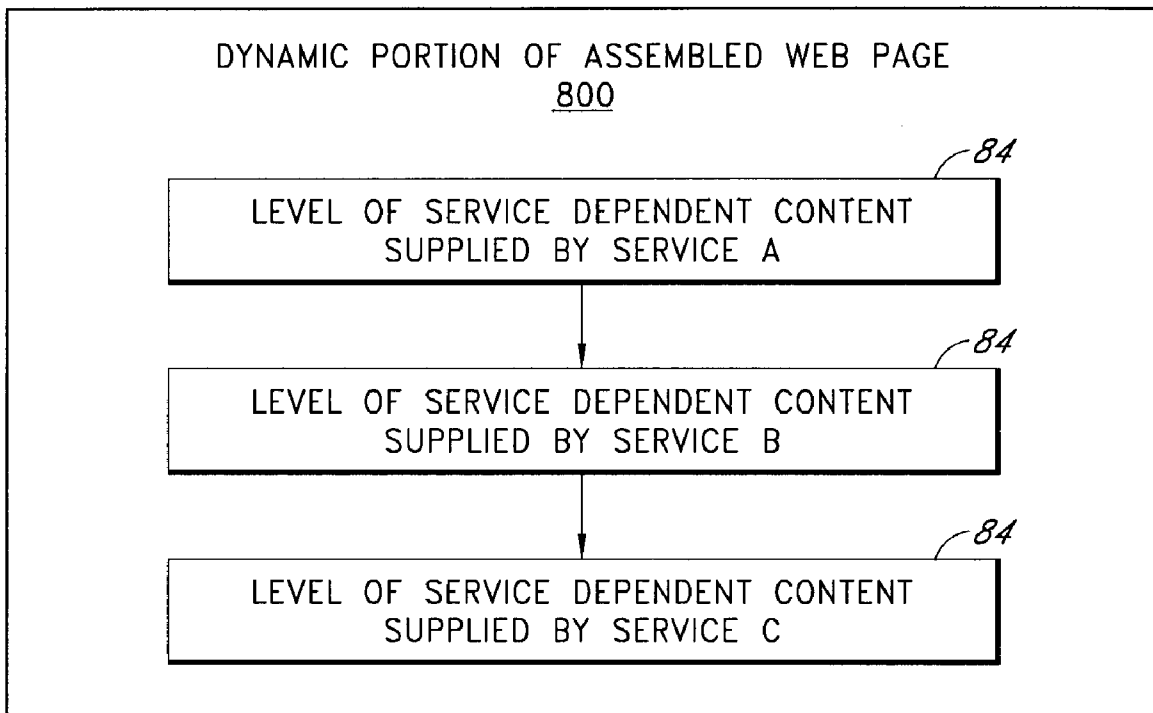 DYNAMIC PORTION OF ASSEMBLED WEB PAGE
800
84
LEVEL OF SERVICE DEPENDENT CONTENT
SUPPLIED BY SERVICE A
84
LEVEL OF SERVICE DEPENDENT CONTENT
SUPPLIED BY SERVICE B
84
LEVEL OF SERVICE DEPENDENT CONTENT
SUPPLIED BY SERVICE C